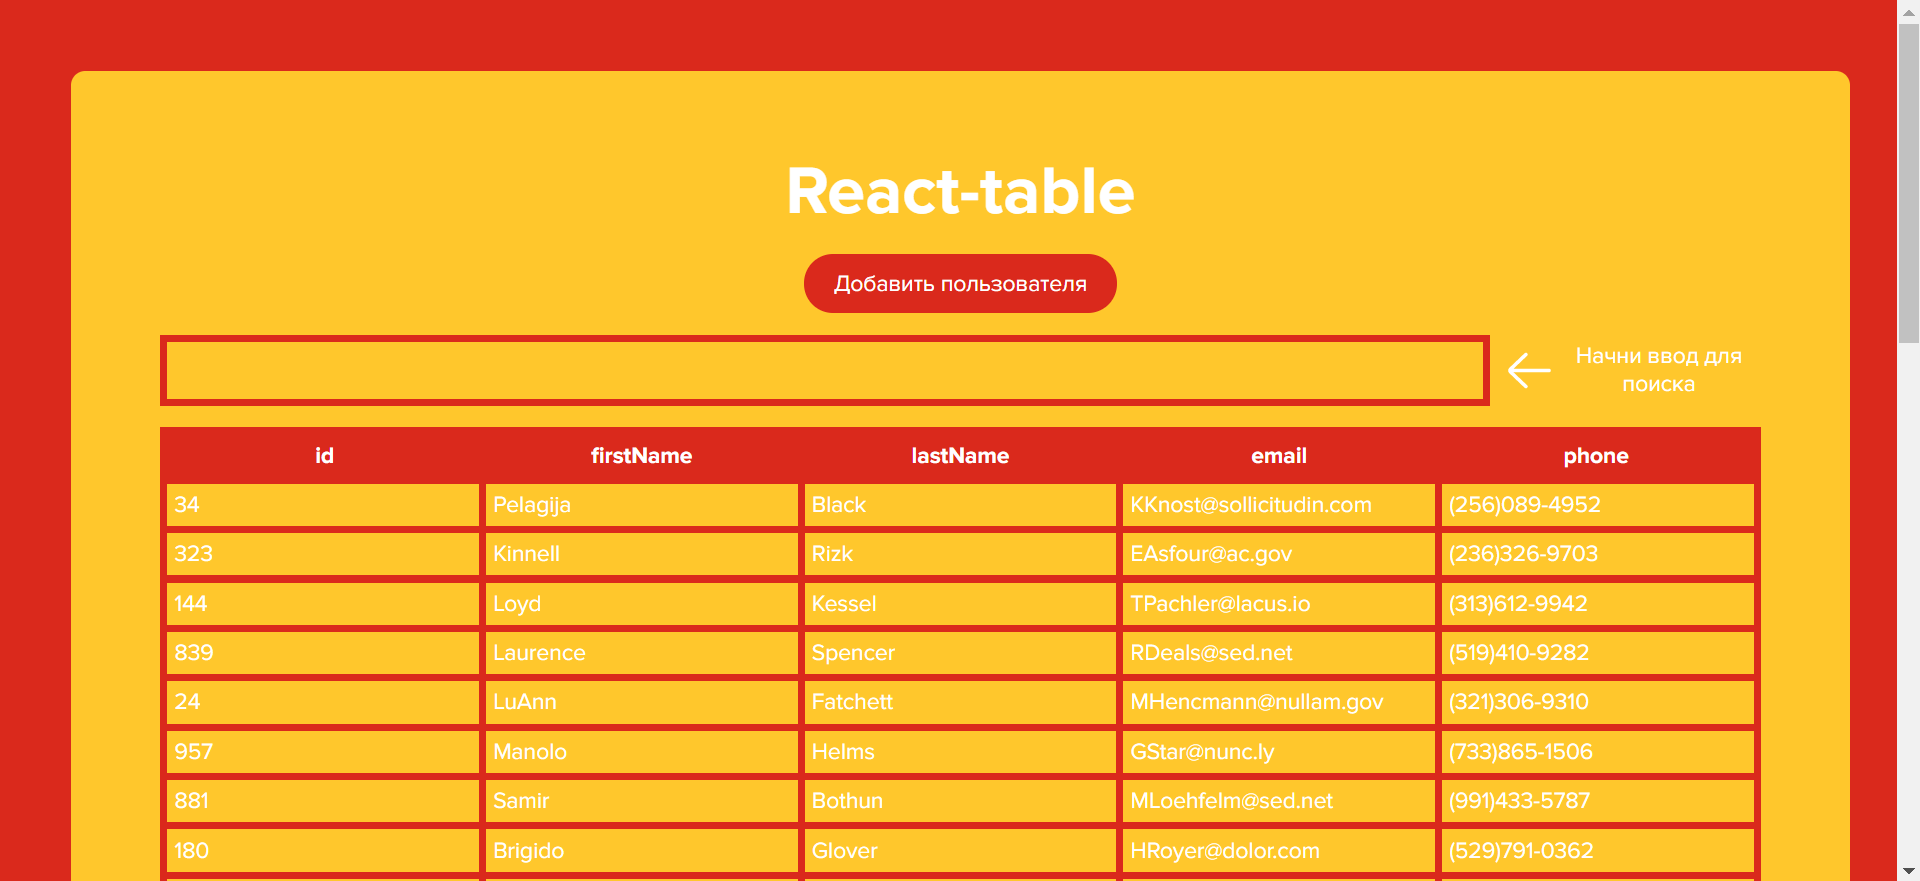 React-table
Добавить пользователя
Начни ввод для
поиска
id firstName lastName email phone
34 Pelagija Black KKnost@sollicitudin.com (256)089-4952
323 Kinnell Rizk EAsfour@ac.gov (236)326-9703
144 Loyd Kessel TPachler@lacus.io (313)612-9942
839 Laurence Spencer RDeals@sed.net (519)410-9282
24 LuAnn Fatchett MHencmann@nullam.gov (321)306-9310
957 Manolo Helms GStar@nunc.ly (733)865-1506
881 Samir Bothun MLoehfelm@sed.net (991)433-5787
180 Brigido Glover HRoyer@dolor.com (529)791-0362